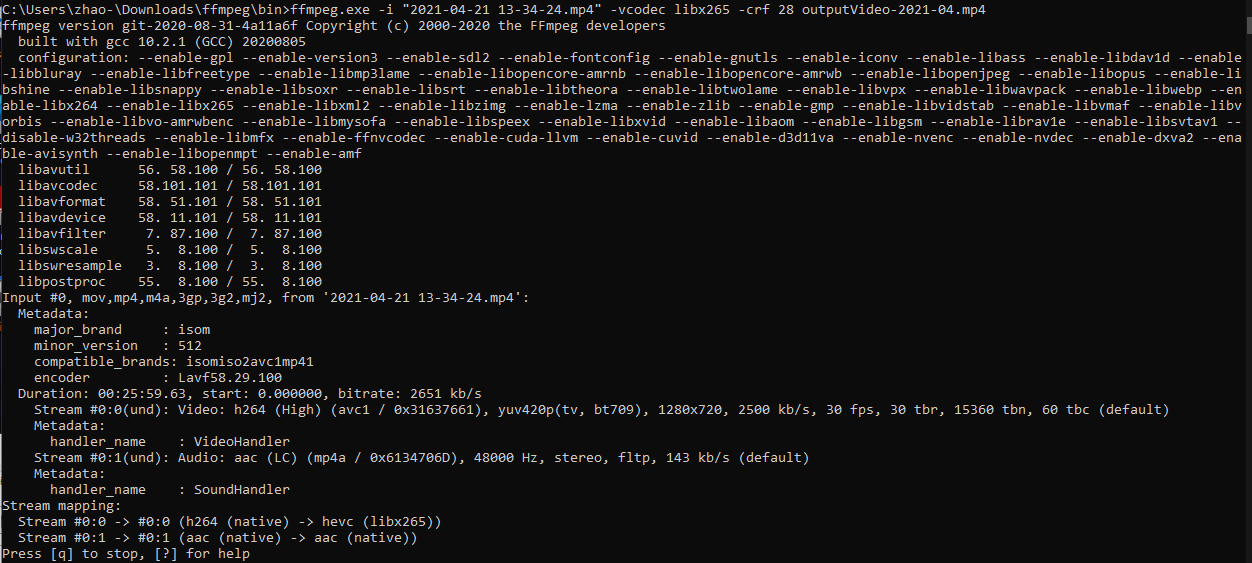 C:\Users\zhao-\Downloads\ffmpeg\bin>ffmpeg.exe -i "2021-04-21 13-34-24.mp4" -vcodec libx265 -crf 28 outputVideo-2021-04.mp4
ffmpeg version git-2020-08-31-4a11a6f Copyright (c) 2000-2020 the FFmpeg developers
  built with gcc 10.2.1 (GCC) 20200805
  configuration: --enable-gpl --enable-version3 --enable-sdl2 --enable-fontconfig --enable-gnutls --enable-iconv --enable-libass --enable-libdav1d --enable
-libbluray --enable-libfreetype --enable-libmp3lame --enable-libopencore-amrnb --enable-libopencore-amrwb --enable-libopenjpeg --enable-libopus --enable-li
bshine --enable-libsnappy --enable-libsoxr --enable-libsrt --enable-libtheora --enable-libtwolame --enable-libvpx --enable-libwavpack --enable-libwebp --en
able-libx264 --enable-libx265 --enable-libxml2 --enable-libzimg --enable-lzma --enable-zlib --enable-gmp --enable-libvidstab --enable-libvmaf --enable-libv
orbis --enable-libvo-amrwbenc --enable-libmysofa --enable-libspeex --enable-libxvid --enable-libaom --enable-libgsm --enable-librav1e --enable-libsvtav1 --
disable-w32threads --enable-libmfx --enable-ffnvcodec --enable-cuda-llvm --enable-cuvid --enable-d3d11va --enable-nvenc --enable-nvdec --enable-dxva2 --ena
ble-avisynth --enable-libopenmpt --enable-amf
  libavutil      56. 58.100 / 56. 58.100
  libavcodec     58.101.101 / 58.101.101
  libavformat    58. 51.101 / 58. 51.101
  libavdevice    58. 11.101 / 58. 11.101
  libavfilter     7. 87.100 /  7. 87.100
  libswscale      5.  8.100 /  5.  8.100
  libswresample   3.  8.100 /  3.  8.100
  libpostproc    55.  8.100 / 55.  8.100
Input #0, mov,mp4,m4a,3gp,3g2,mj2, from '2021-04-21 13-34-24.mp4':
  Metadata:
    major_brand     : isom
    minor_version   : 512
    compatible_brands: isomiso2avc1mp41
    encoder         : Lavf58.29.100
  Duration: 00:25:59.63, start: 0.000000, bitrate: 2651 kb/s
    Stream #0:0(und): Video: h264 (High) (avc1 / 0x31637661), yuv420p(tv, bt709), 1280x720, 2500 kb/s, 30 fps, 30 tbr, 15360 tbn, 60 tbc (default)
    Metadata:
      handler_name    : VideoHandler
    Stream #0:1(und): Audio: aac (LC) (mp4a / 0x6134706D), 48000 Hz, stereo, fltp, 143 kb/s (default)
    Metadata:
      handler_name    : SoundHandler
Stream mapping:
  Stream #0:0 -> #0:0 (h264 (native) -> hevc (libx265))
  Stream #0:1 -> #0:1 (aac (native) -> aac (native))
Press [q] to stop, [?] for help